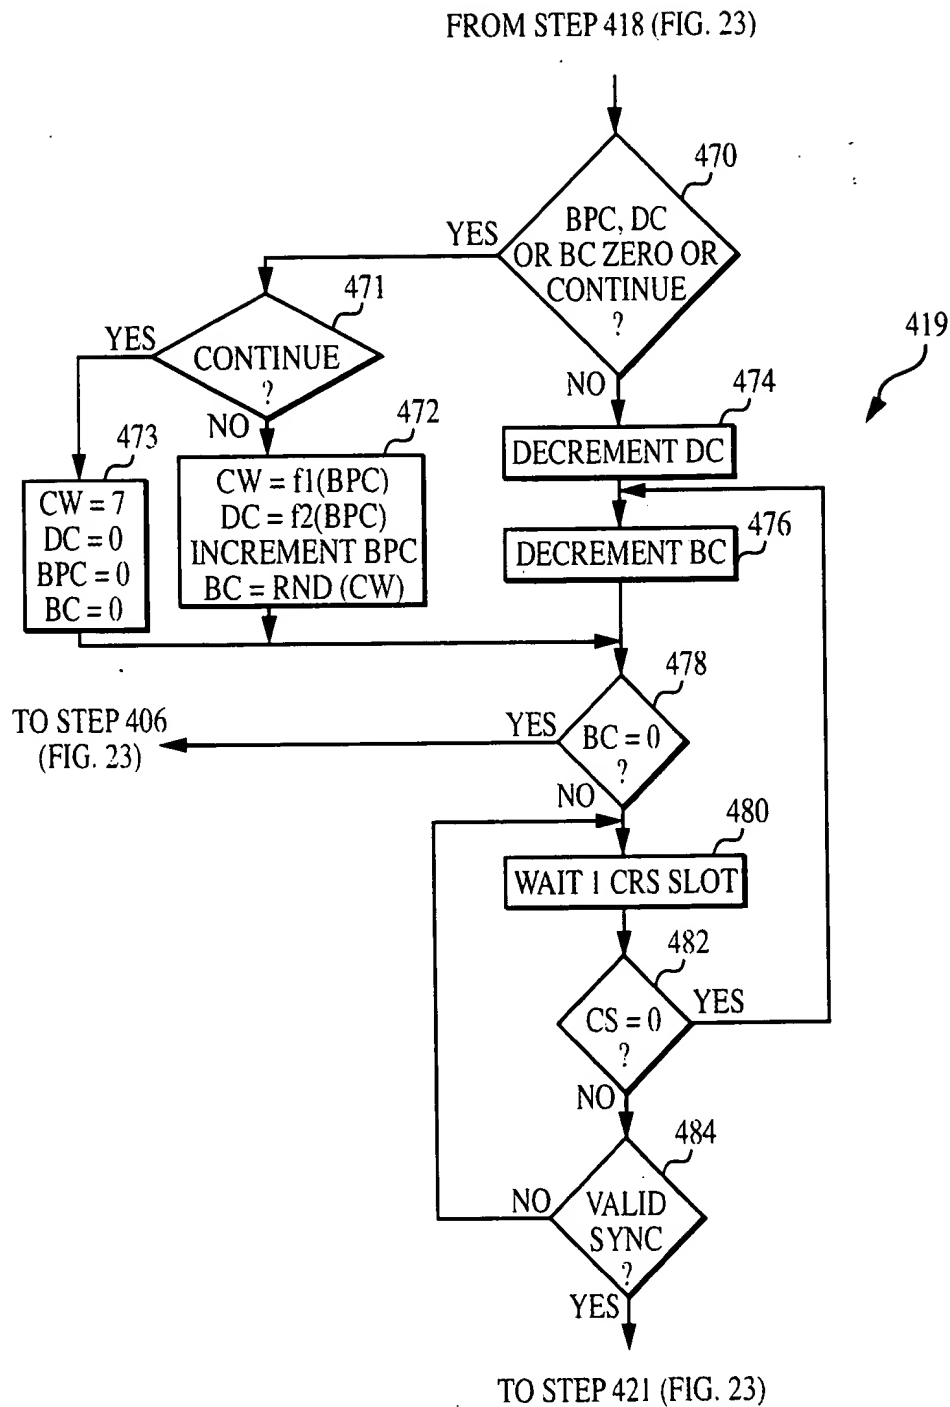 FROM STEP 418 (FIG. 23)
470
BPC, DC
OR BC ZERO OR
CONTINUE
?
YES
NO
419
471
CONTINUE
?
YES
NO
473
CW = 7
DC = 0
BPC = 0
BC = 0
472
CW = f1(BPC)
DC = f2(BPC)
INCREMENT BPC
BC = RND (CW)
474
DECREMENT DC
476
DECREMENT BC
478
BC = 0
?
YES
NO
TO STEP 406
(FIG. 23)
480
WAIT 1 CRS SLOT
482
CS = 0
?
YES
NO
484
VALID
SYNC
?
NO
YES
TO STEP 421 (FIG. 23)